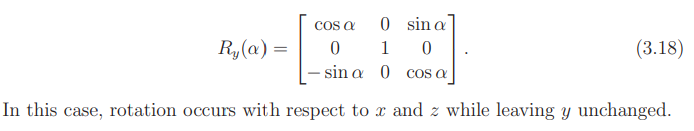 cos α 0 sin α
R_y(α) = 0 1 0 . (3.18)
− sin α 0 cos α
In this case, rotation occurs with respect to x and z while leaving y unchanged.